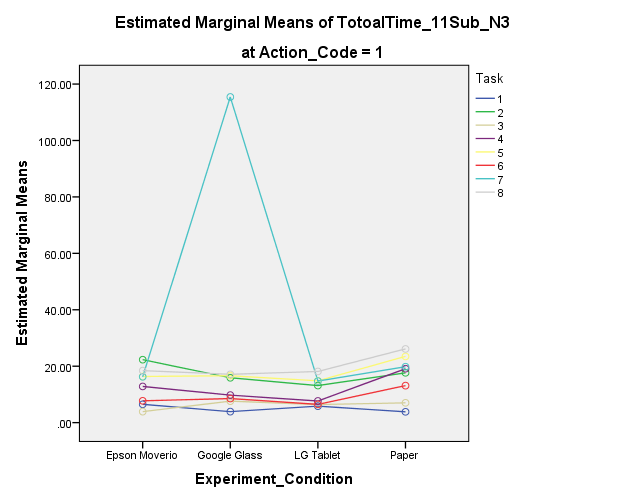 Estimated Marginal Means of TotoalTime_11Sub_N3
at Action_Code = 1
Estimated Marginal Means
120.00
100.00
80.00
60.00
40.00
20.00
.00
Epson Moverio
Google Glass
LG Tablet
Paper
Experiment_Condition
Task
1
2
3
4
5
6
7
8